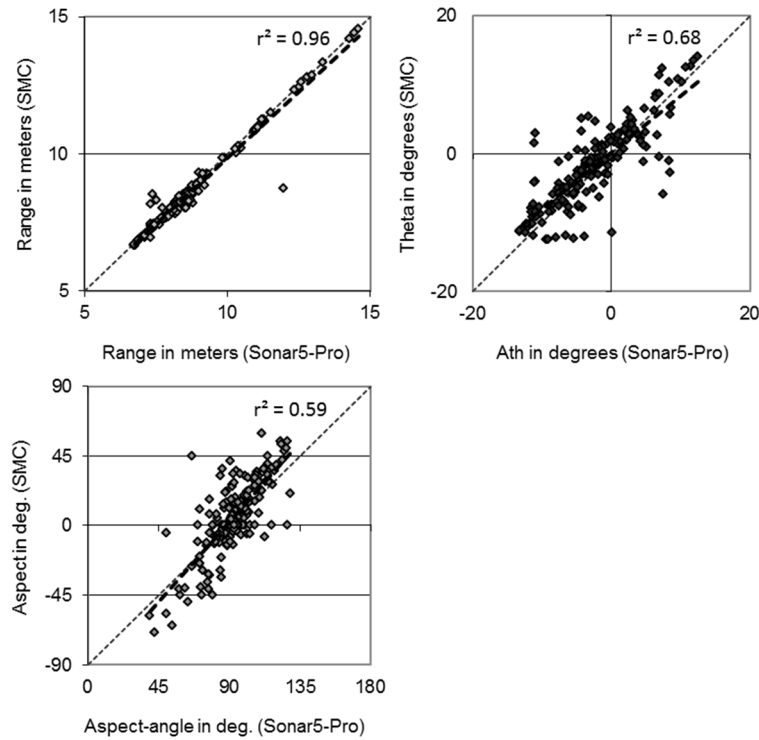 15
10
5
5
10
15
r² = 0.96
Range in meters (SMC)
Range in meters (Sonar5-Pro)
20
0
-20
-20
0
20
r² = 0.68
Theta in degrees (SMC)
Ath in degrees (Sonar5-Pro)
90
45
0
-45
-90
0
45
90
135
180
r² = 0.59
Aspect in deg. (SMC)
Aspect-angle in deg. (Sonar5-Pro)